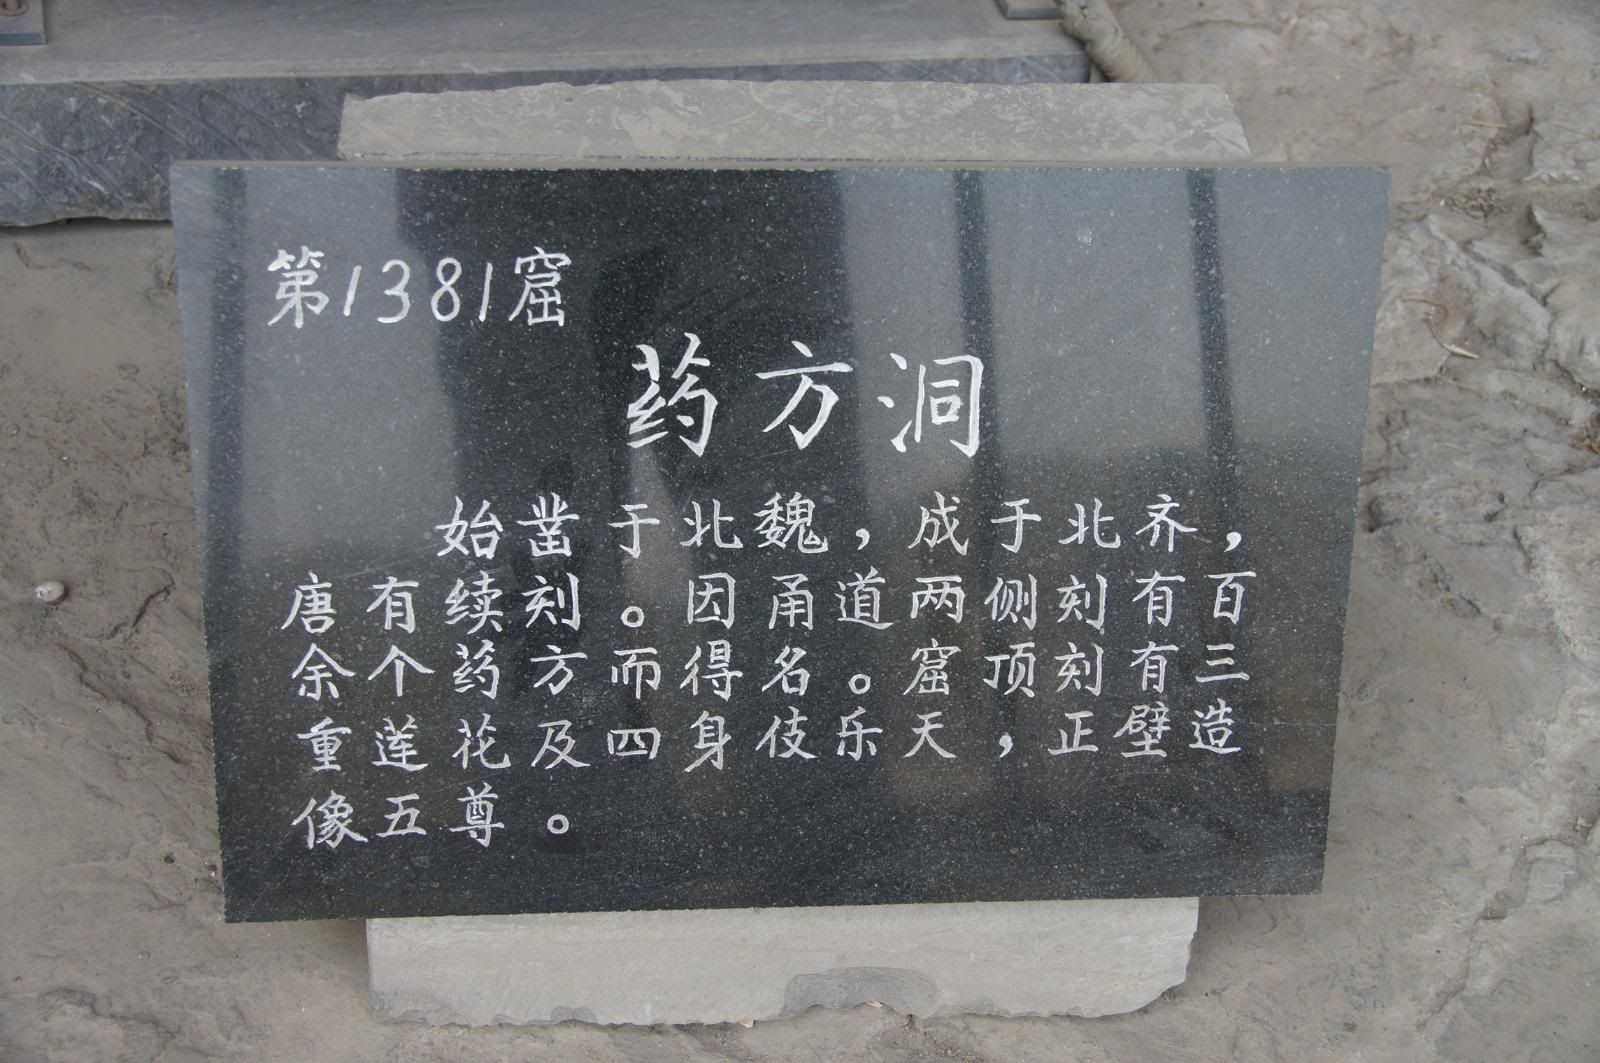 第1381窟
药方洞
始凿于北魏，成于北齐，
唐有续刻。因甬道两侧刻有百
余个药方而得名。窟顶刻有三
重莲花及四身伎乐天，正壁造
像五尊。